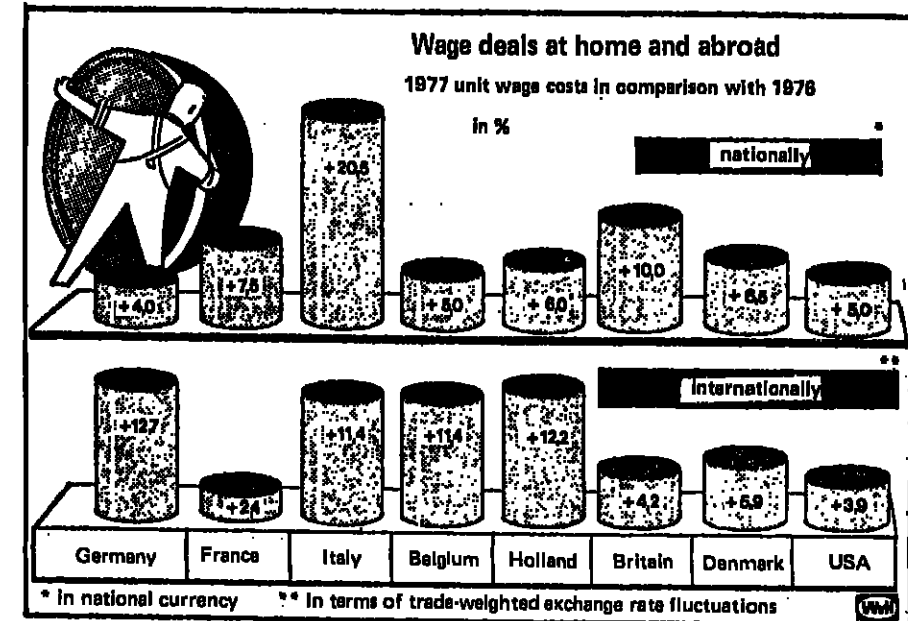 Wage deals at home and abroad
1977 unit wage costs in comparison with 1976
in %
*
nationally
+4,0 +7,5 +20,5 +5,0 +6,0 +10,0 +6,5 +5,0
**
internationally
+12,7 +2,4 +11,4 +11,4 +12,2 +4,2 +5,9 +3,9
Germany France Italy Belgium Holland Britain Denmark USA
* in national currency ** In terms of trade-weighted exchange rate fluctuations